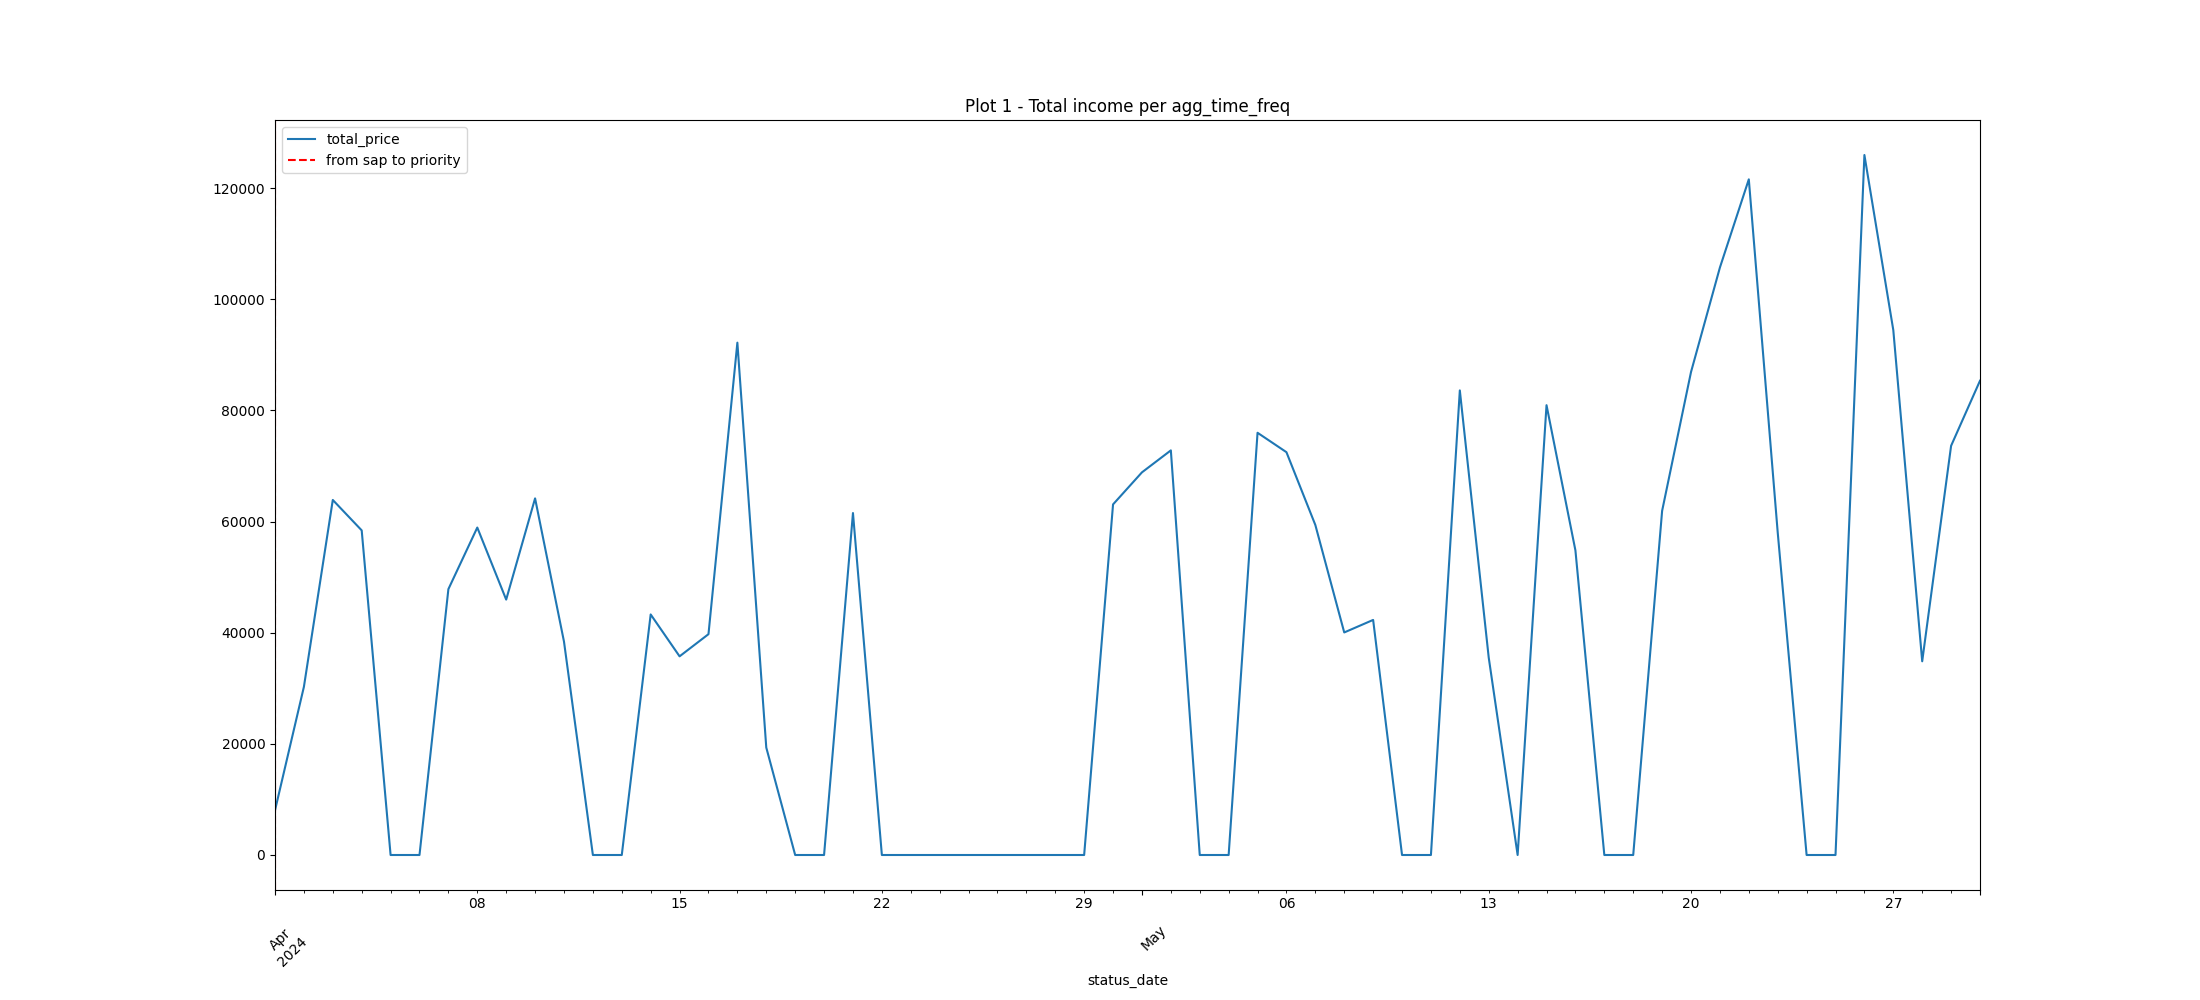 Plot 1 - Total income per agg_time_freq
total_price
from sap to priority
120000
100000
80000
60000
40000
20000
0
08
15
22
29
06
13
20
27
Apr
2024
May
status_date